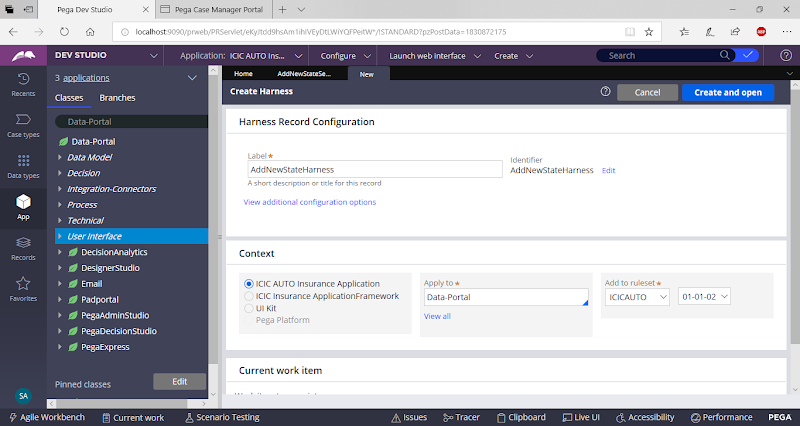 Pega Dev Studio
Pega Case Manager Portal
localhost:9090/prweb/PRServlet/eKyJtdd9hsAm1ihIVEyDtLWiYQFPeitW*/!STANDARD?pzPostData=1830872175
DEV STUDIO
Application: ICIC AUTO Ins...
Configure
Launch web interface
Create
Search
Recents
Case types
Data types
App
Records
Favorites
SA
3 applications
Classes
Branches
Data-Portal
Data-Portal
Data Model
Decision
Integration-Connectors
Process
Technical
User Interface
DecisionAnalytics
DesignerStudio
Email
Padportal
PegaAdminStudio
PegaDecisionStudio
PegaExpress
Pinned classes
Edit
Home
AddNewStateSe...
New
Create Harness
Cancel
Create and open
Harness Record Configuration
Label*
AddNewStateHarness
A short description or title for this record
Identifier
AddNewStateHarness
Edit
View additional configuration options
Context
ICIC AUTO Insurance Application
ICIC Insurance ApplicationFramework
UI Kit
Pega Platform
Apply to*
Data-Portal
View all
Add to ruleset*
ICICAUTO
01-01-02
Current work item
Agile Workbench
Current work
Scenario Testing
Issues
Tracer
Clipboard
Live UI
Accessibility
Performance
PEGA